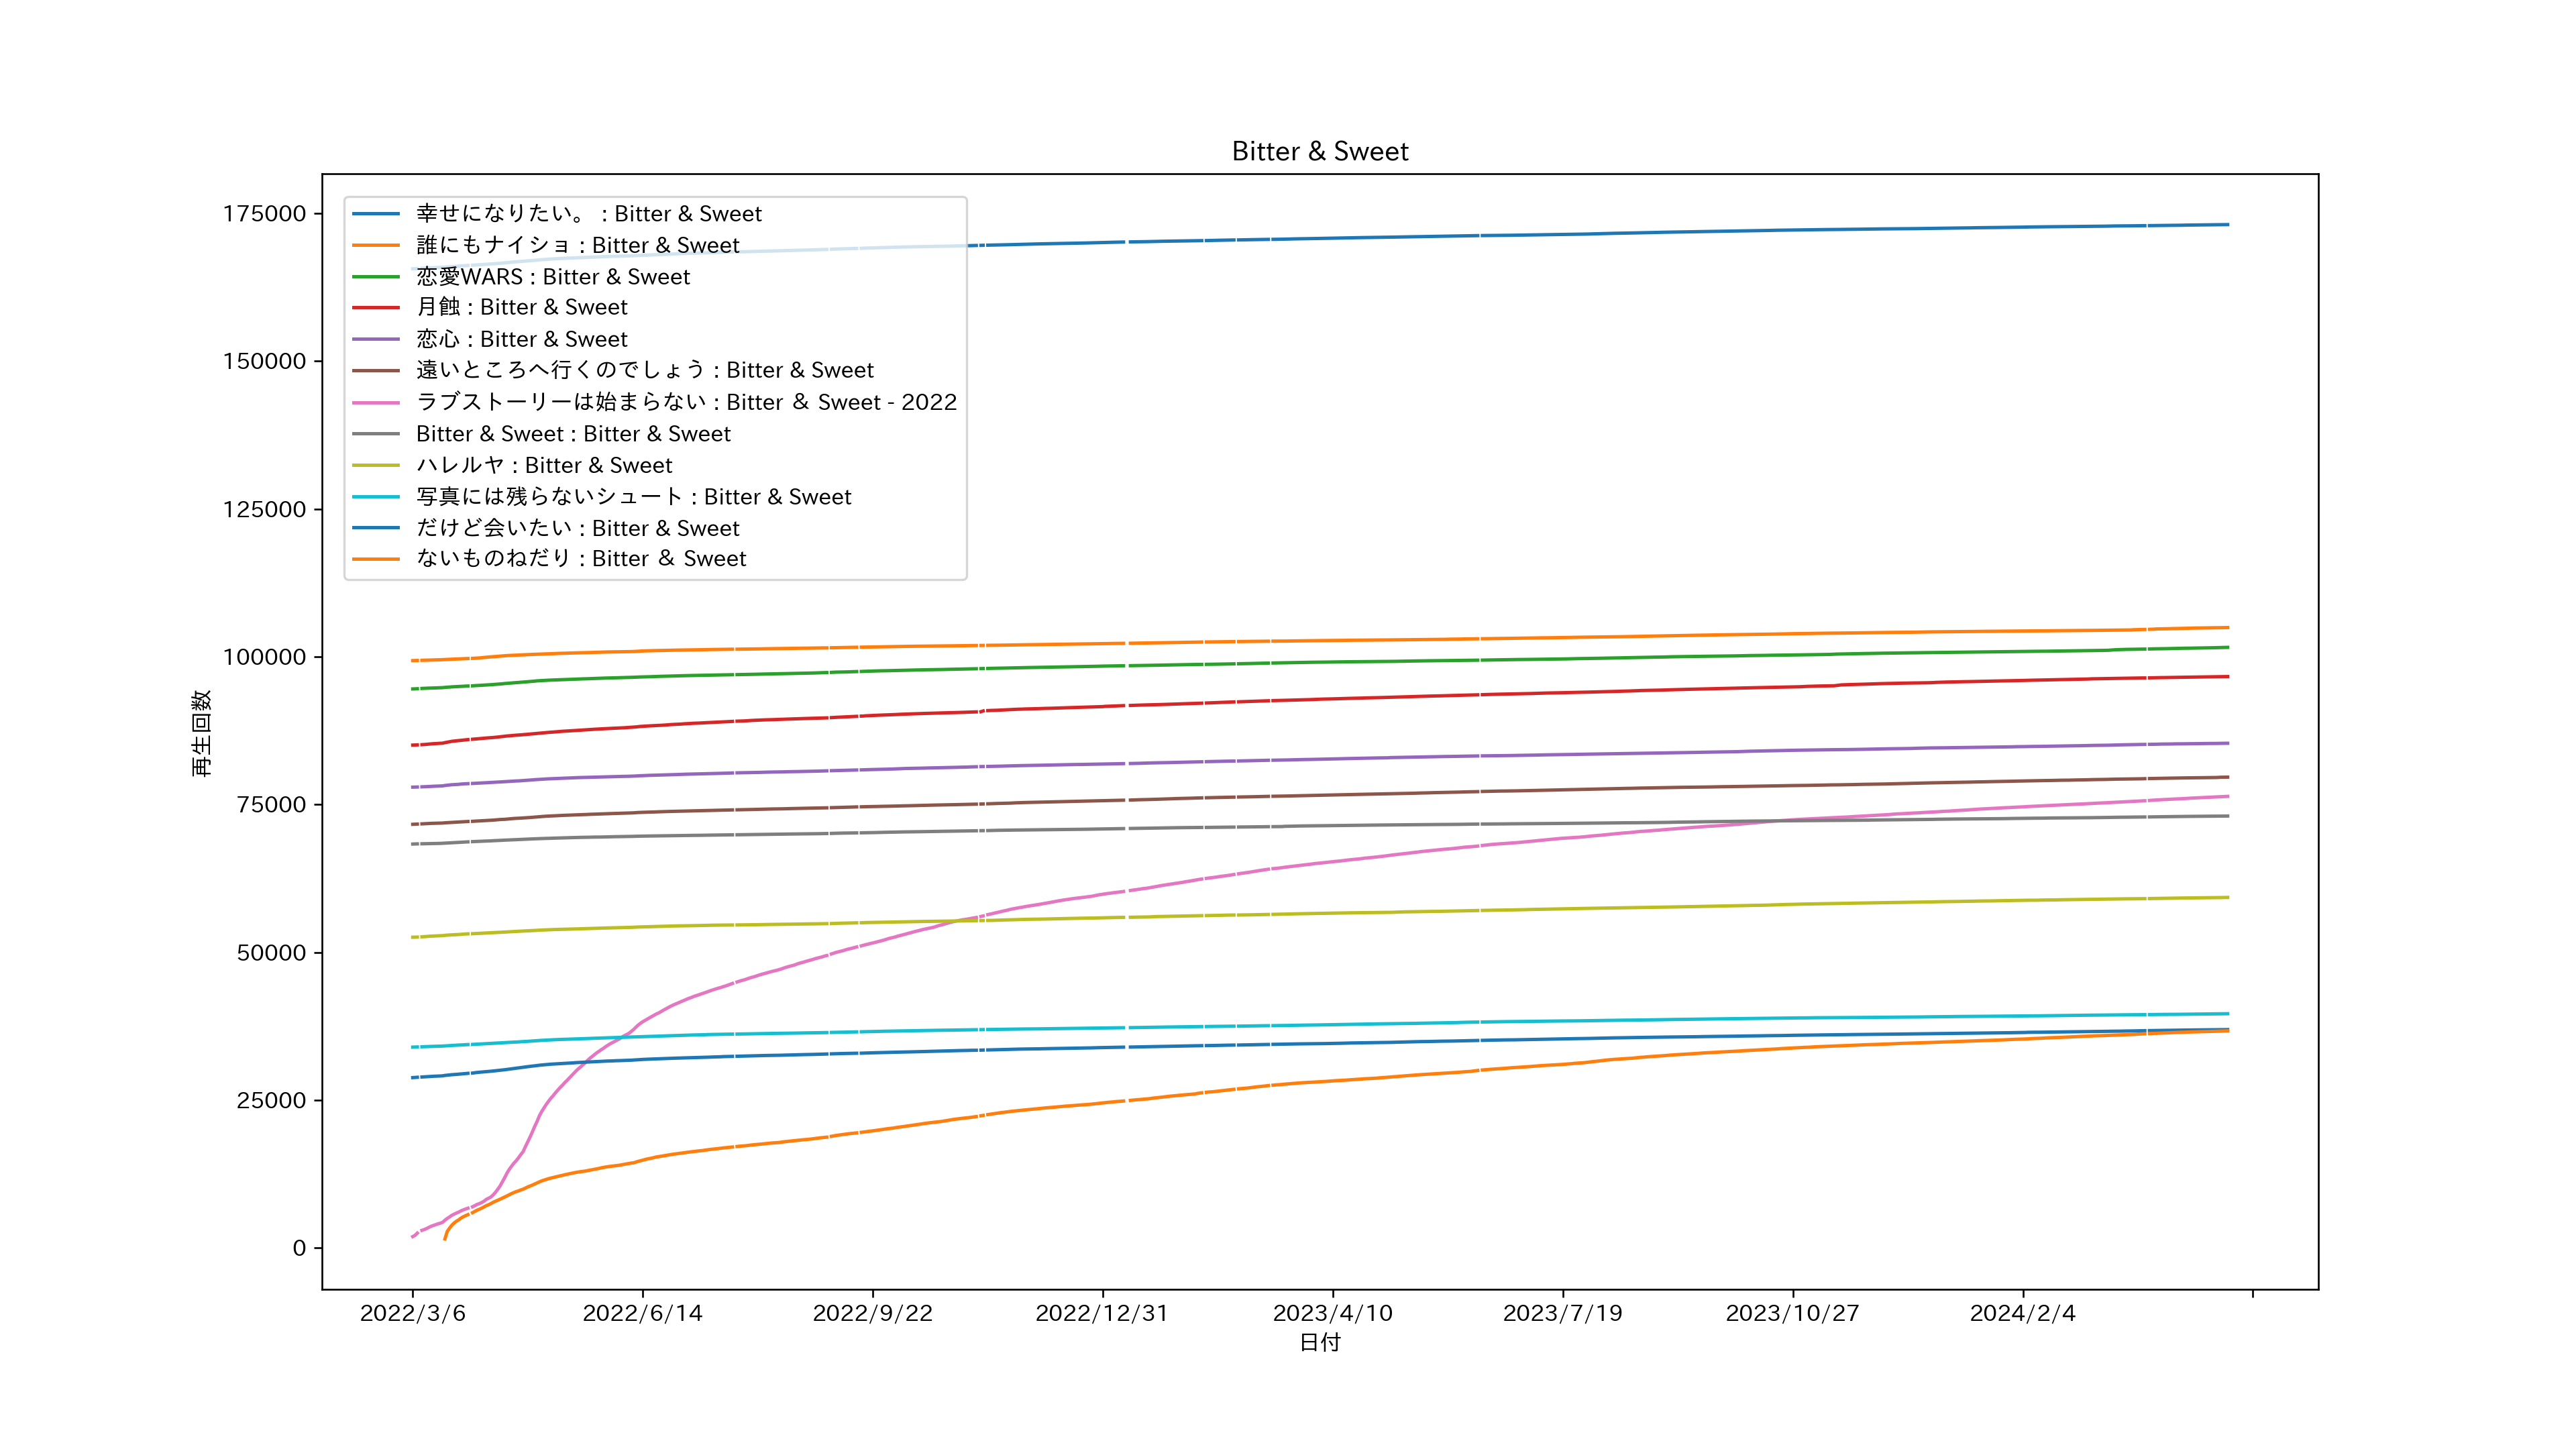 Bitter & Sweet
175000
150000
125000
100000
75000
50000
25000
0
再生回数
幸せになりたい。 : Bitter & Sweet
誰にもナイショ : Bitter & Sweet
恋愛WARS : Bitter & Sweet
月蝕 : Bitter & Sweet
恋心 : Bitter & Sweet
遠いところへ行くのでしょう : Bitter & Sweet
ラブストーリーは始まらない : Bitter ＆ Sweet - 2022
Bitter & Sweet : Bitter & Sweet
ハレルヤ : Bitter & Sweet
写真には残らないシュート : Bitter & Sweet
だけど会いたい : Bitter & Sweet
ないものねだり : Bitter ＆ Sweet
2022/3/6 2022/6/14 2022/9/22 2022/12/31 2023/4/10 2023/7/19 2023/10/27 2024/2/4
日付